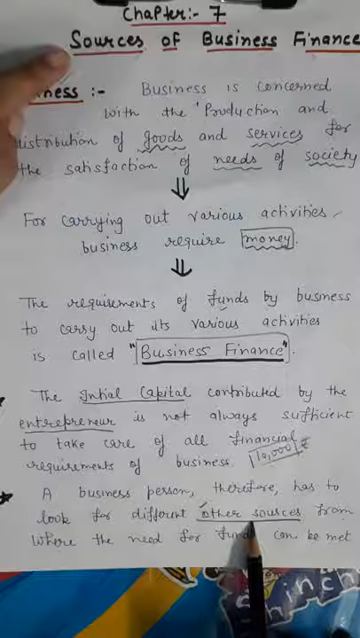 Chapter:- 7
Sources of Business Finance
iness :- Business is concerned
with the Production and
distribution of goods and services for
the satisfaction of needs of society
⇓
For carrying out various activities
business require money.
⇓
The requirements of funds by business
to carry out its various activities
is called "Business Finance".
The Intial Capital contributed by the
entrepreneur is not always sufficient
to take care of all financial
requirements of business. 10,000 ₹
A business person, therefore, has to
look for different other sources from
where the need for fund can be met